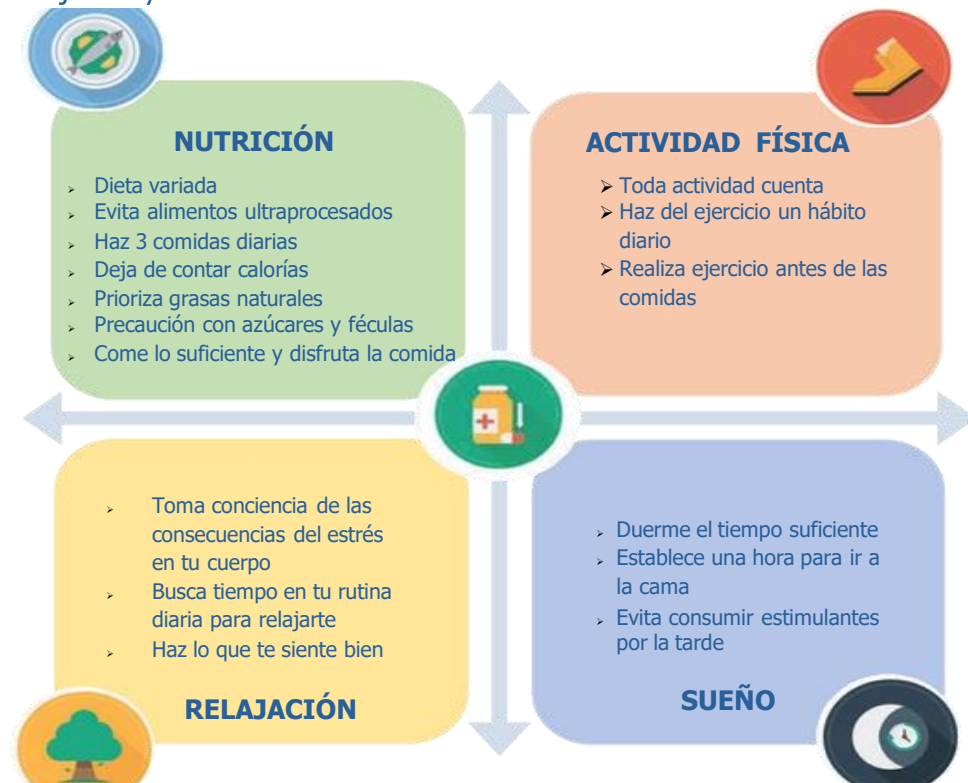 NUTRICIÓN
Dieta variada
Evita alimentos ultraprocesados
Haz 3 comidas diarias
Deja de contar calorías
Prioriza grasas naturales
Precaución con azúcares y féculas
Come lo suficiente y disfruta la comida
ACTIVIDAD FÍSICA
Toda actividad cuenta
Haz del ejercicio un hábito
diario
Realiza ejercicio antes de las
comidas
Toma conciencia de las
consecuencias del estrés
en tu cuerpo
Busca tiempo en tu rutina
diaria para relajarte
Haz lo que te siente bien
RELAJACIÓN
Duerme el tiempo suficiente
Establece una hora para ir a
la cama
Evita consumir estimulantes
por la tarde
SUEÑO